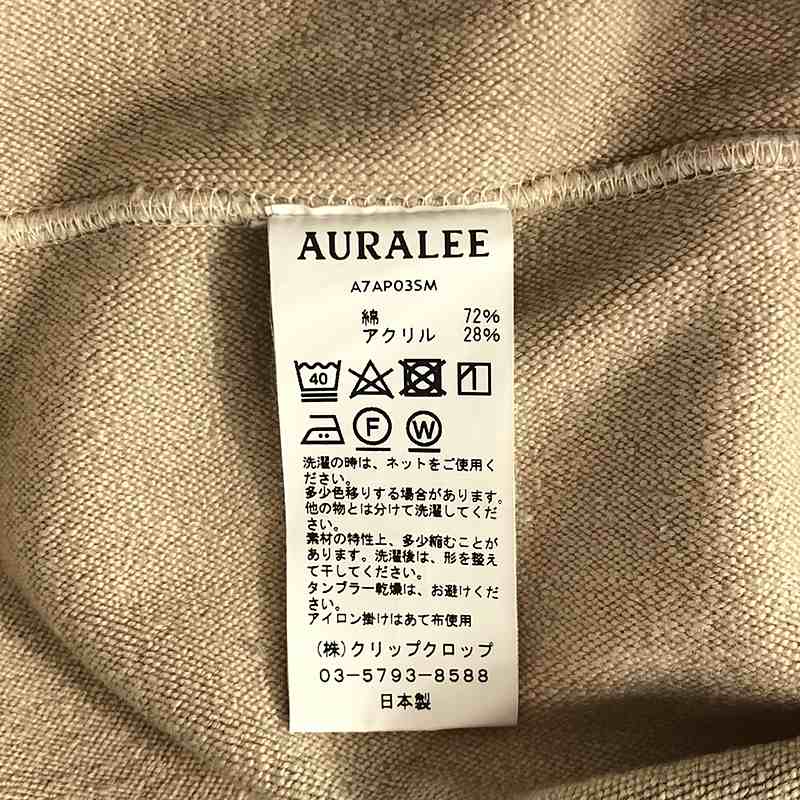 AURALEE
A7AP03SM
綿 72%
アクリル 28%
40
F W
洗濯の時は、ネットをご使用く
ださい。
多少色移りする場合があります。
他の物とは分けて洗濯してくだ
さい。
素材の特性上、多少縮むことが
あります。洗濯後は、形を整え
て干してください。
タンブラー乾燥は、お避けくだ
さい。
アイロン掛けはあて布使用
(株)クリップクロップ
03-5793-8588
日本製